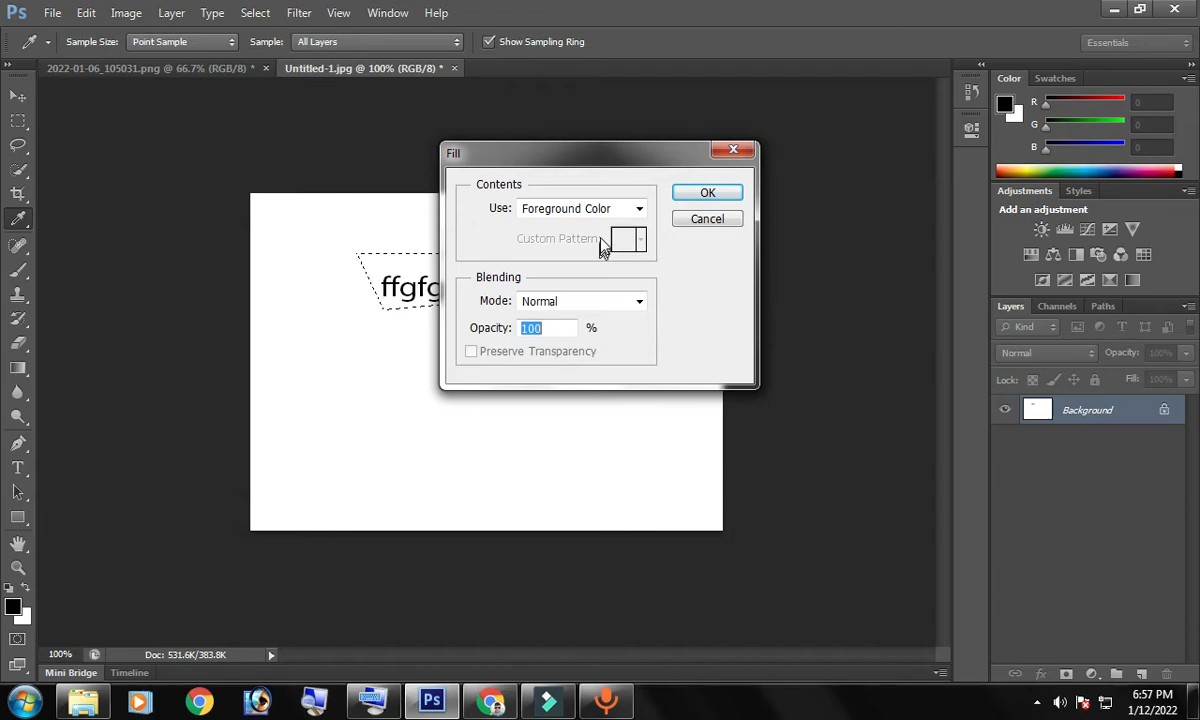 Ps File Edit Image Layer Type Select Filter View Window Help
Sample Size: Point Sample Sample: All Layers Show Sampling Ring Essentials
2022-01-06_105031.png @ 66.7% (RGB/8) * × Untitled-1.jpg @ 100% (RGB/8) * ×
Color Swatches
R 0
G 0
B 0
Adjustments Styles
Add an adjustment
Layers Channels Paths
Kind
Normal Opacity: 100%
Lock: Fill: 100%
Background
ffgfg
Fill
Contents
Use: Foreground Color
Custom Pattern:
OK
Cancel
Blending
Mode: Normal
Opacity: 100 %
Preserve Transparency
100% Doc: 531.6K/383.8K
Mini Bridge Timeline
Ps
6:57 PM
1/12/2022